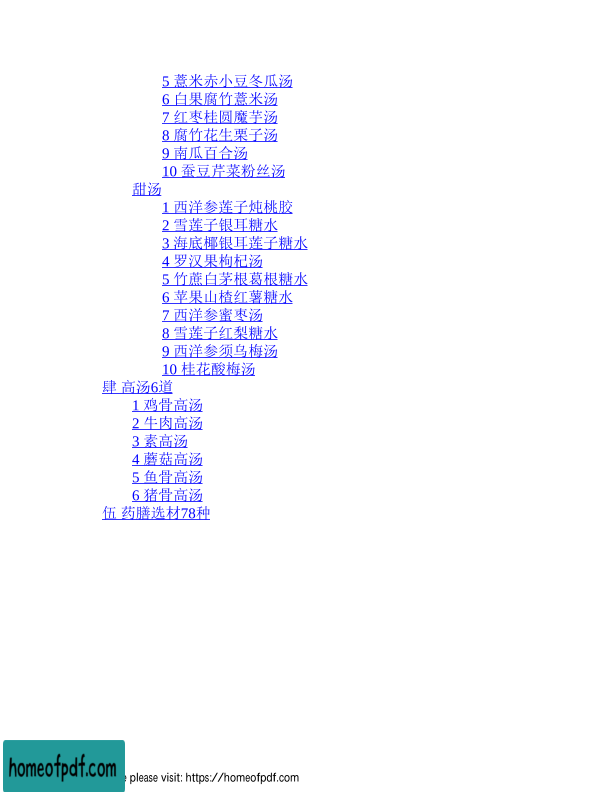 5 薏米赤小豆冬瓜汤
6 白果腐竹薏米汤
7 红枣桂圆魔芋汤
8 腐竹花生栗子汤
9 南瓜百合汤
10 蚕豆芹菜粉丝汤
甜汤
1 西洋参莲子炖桃胶
2 雪莲子银耳糖水
3 海底椰银耳莲子糖水
4 罗汉果枸杞汤
5 竹蔗白茅根葛根糖水
6 苹果山楂红薯糖水
7 西洋参蜜枣汤
8 雪莲子红梨糖水
9 西洋参须乌梅汤
10 桂花酸梅汤
肆 高汤6道
1 鸡骨高汤
2 牛肉高汤
3 素高汤
4 蘑菇高汤
5 鱼骨高汤
6 猪骨高汤
伍 药膳选材78种
homeofpdf.com
please visit: https://homeofpdf.com